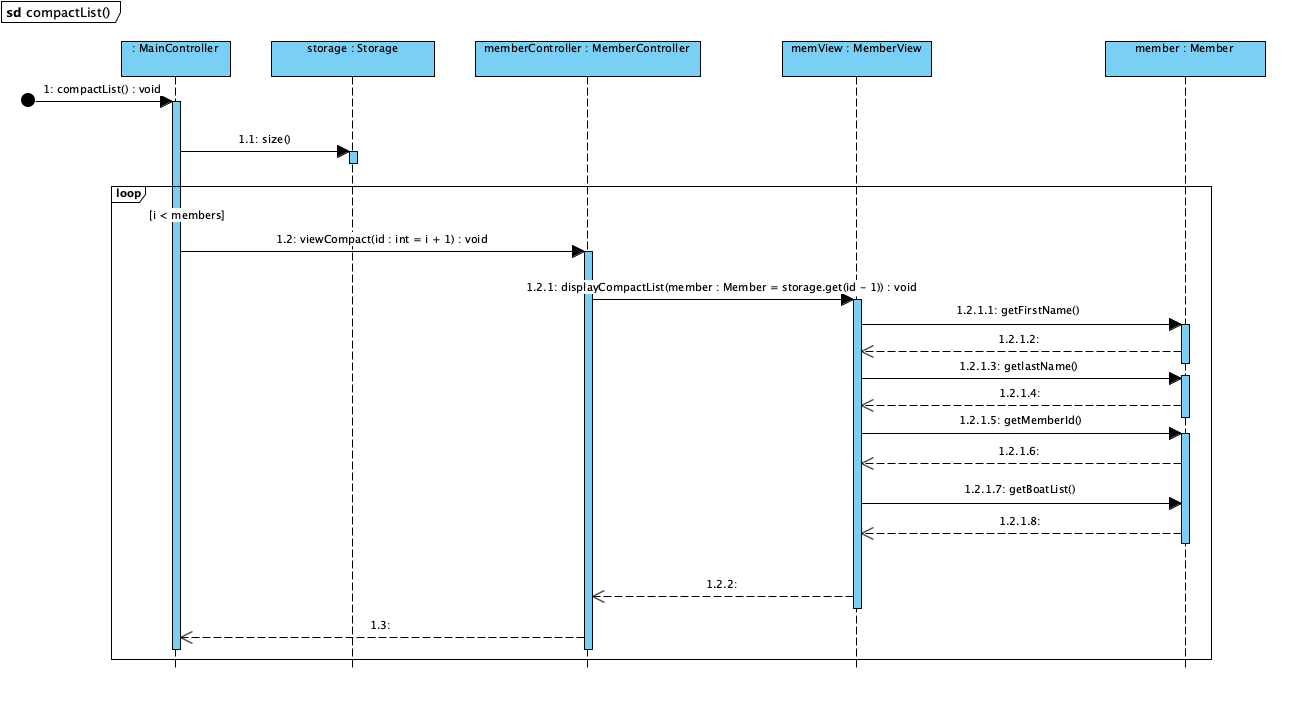 sd compactList()
: MainController
storage : Storage
memberController : MemberController
memView : MemberView
member : Member
1: compactList() : void
1.1: size()
loop
[i < members]
1.2: viewCompact(id : int = i + 1) : void
1.2.1: displayCompactList(member : Member = storage.get(id - 1)) : void
1.2.1.1: getFirstName()
1.2.1.2:
1.2.1.3: getlastName()
1.2.1.4:
1.2.1.5: getMemberId()
1.2.1.6:
1.2.1.7: getBoatList()
1.2.1.8:
1.2.2:
1.3: